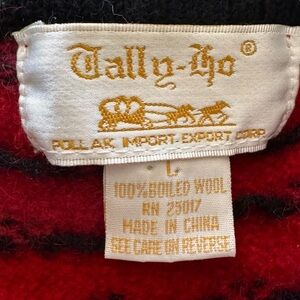 Tally-Ho®
POLLAK IMPORT-EXPORT CORP.
L
100% BOILED WOOL
RN 25017
MADE IN CHINA
SEE CARE ON REVERSE